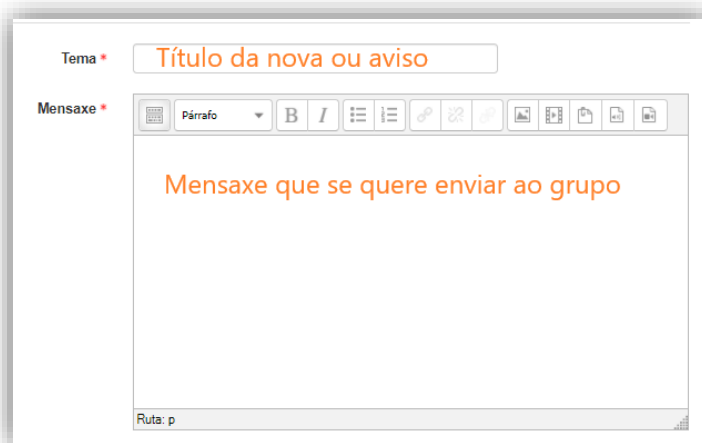 Tema *
Título da nova ou aviso
Mensaxe *
Párrafo
B I
Mensaxe que se quere enviar ao grupo
Ruta: p